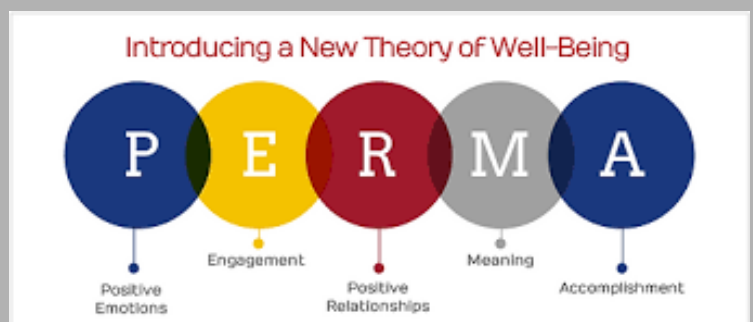 Introducing a New Theory of Well-Being
P E R M A
Positive
Emotions
Engagement
Positive
Relationships
Meaning
Accomplishment